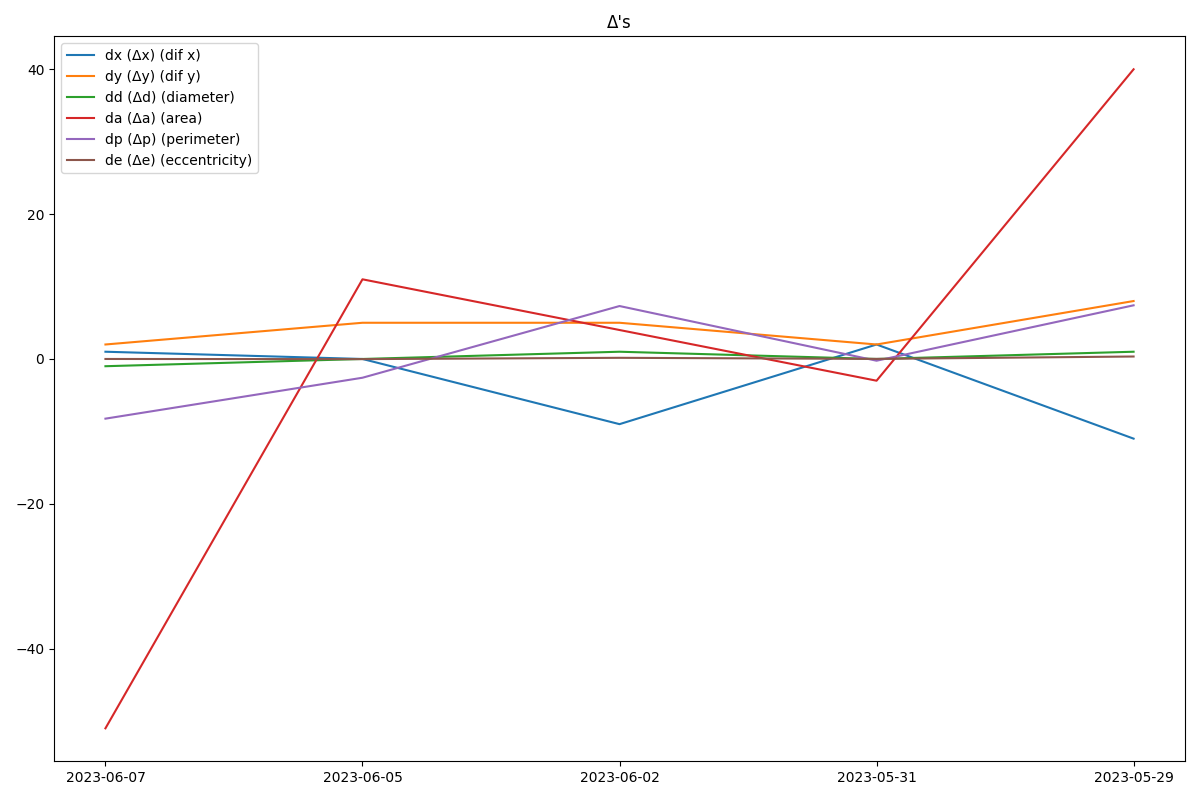 Δ's
dx (Δx) (dif x)
dy (Δy) (dif y)
dd (Δd) (diameter)
da (Δa) (area)
dp (Δp) (perimeter)
de (Δe) (eccentricity)
40
20
0
−20
−40
2023-06-07
2023-06-05
2023-06-02
2023-05-31
2023-05-29